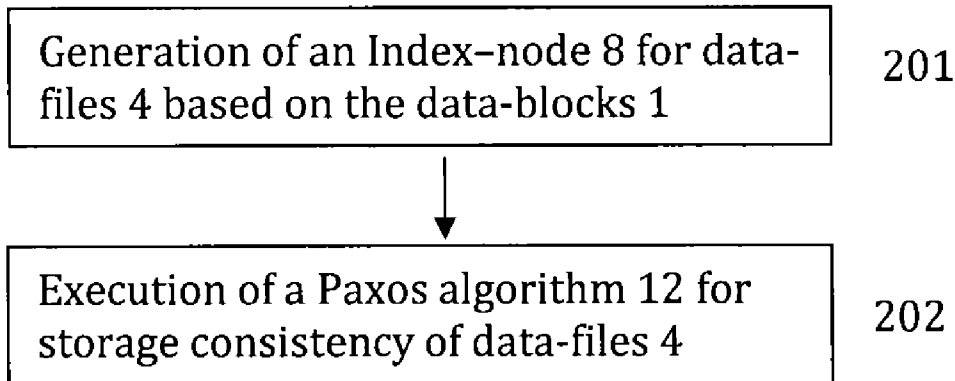 Generation of an Index–node 8 for data-
files 4 based on the data-blocks 1
201
Execution of a Paxos algorithm 12 for
storage consistency of data-files 4
202